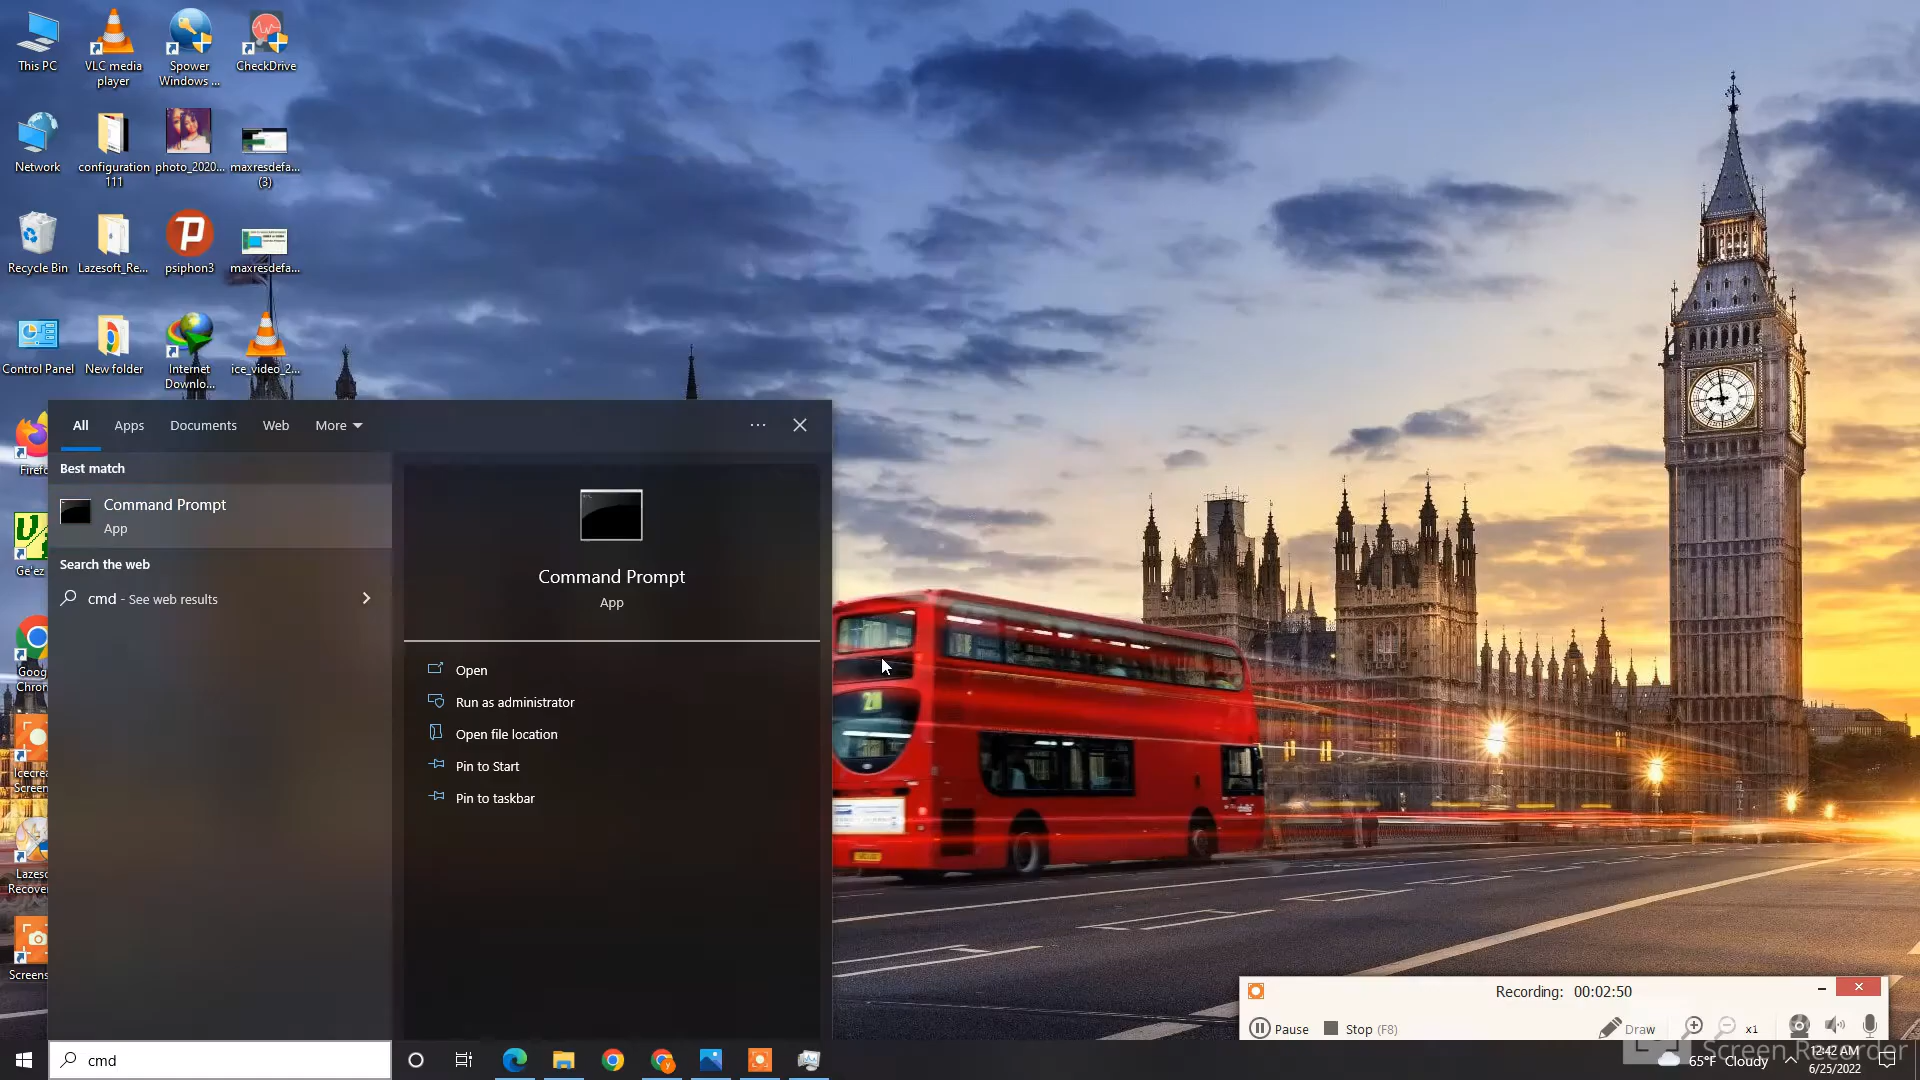 This PC
VLC media
player
Spower
Windows ...
CheckDrive
Network
configuration
111
photo_2020...
maxresdefa...
(3)
Recycle Bin
Lazesoft_Re...
psiphon3
maxresdefa...
Control Panel
New folder
Internet
Downlo...
ice_video_2...
All
Apps
Documents
Web
More
Best match
Command Prompt
App
Search the web
cmd - See web results
Command Prompt
App
Open
Run as administrator
Open file location
Pin to Start
Pin to taskbar
Firefo
Ge'ez
Goog
Chron
Icecrea
Screen
Lazeso
Recove
Screens
24
Recording: 00:02:50
Pause
Stop (F8)
Draw
x1
Screen Recorder
cmd
65°F Cloudy
12:42 AM
6/25/2022